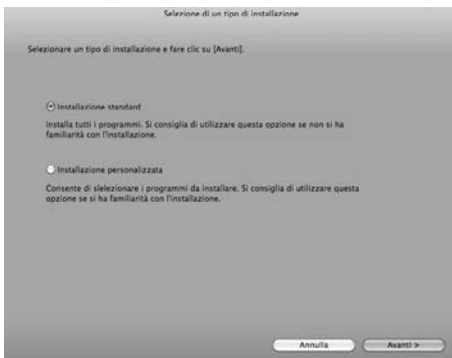 Selezione di un tipo di installazione
Selezionare un tipo di installazione e fare clic su [Avanti].
Installazione standard
Installa tutti i programmi. Si consiglia di utilizzare questa opzione se non si ha
familiarità con l'installazione.
Installazione personalizzata
Consente di slelezionare i programmi da installare. Si consiglia di utilizzare questa
opzione se si ha familiarità con l'installazione.
Annulla
Avanti >